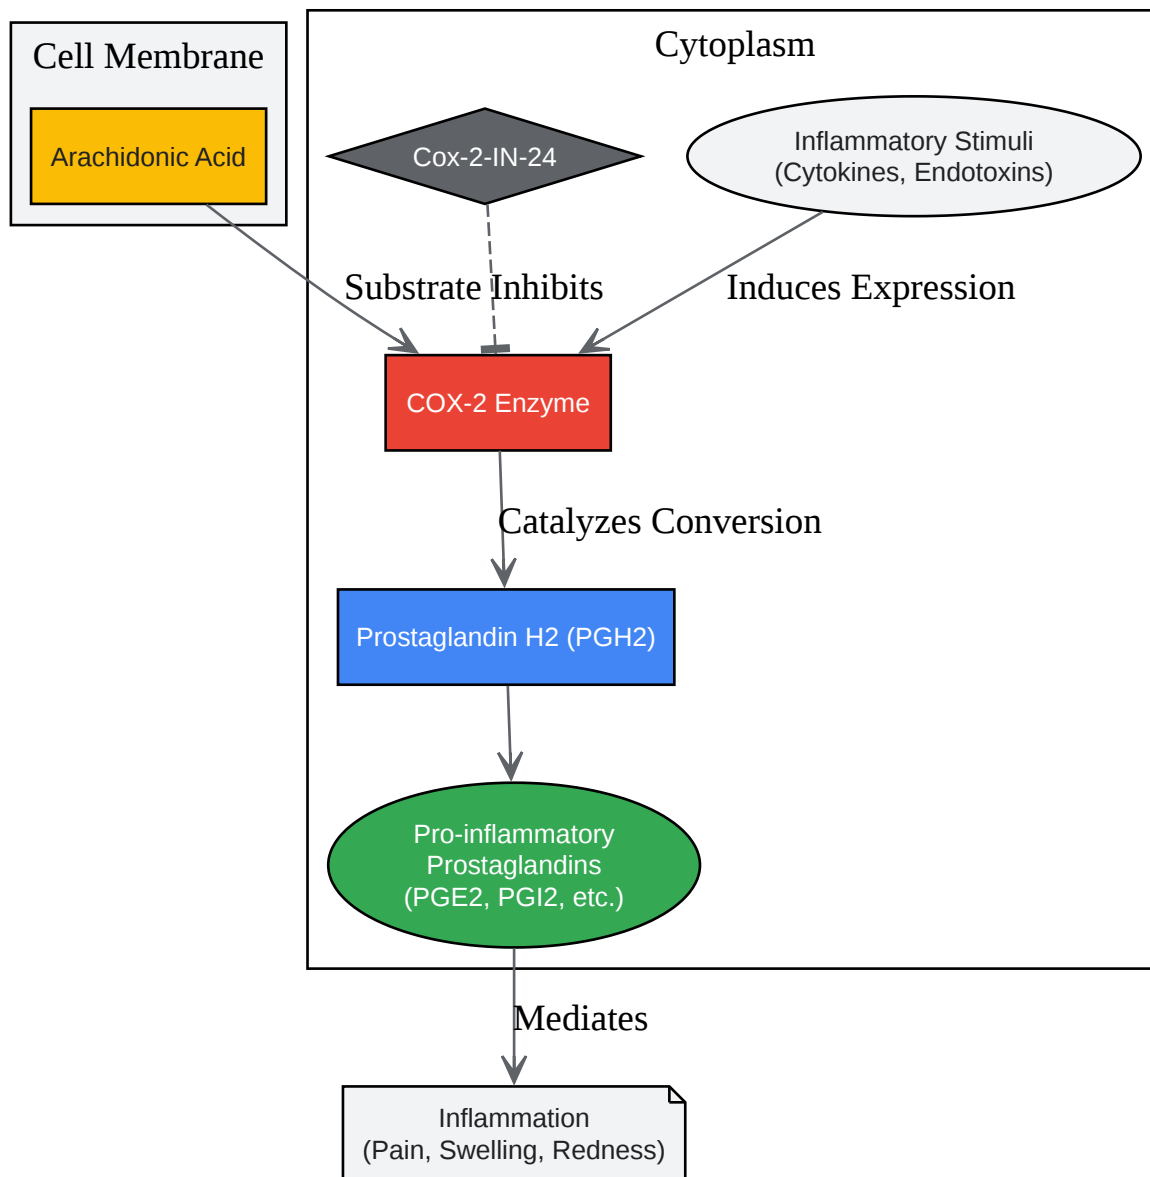 Cell Membrane
Cytoplasm
Arachidonic Acid
Cox-2-IN-24
Inflammatory Stimuli
(Cytokines, Endotoxins)
Substrate
Inhibits
Induces Expression
COX-2 Enzyme
Catalyzes Conversion
Prostaglandin H2 (PGH2)
Pro-inflammatory
Prostaglandins
(PGE2, PGI2, etc.)
Mediates
Inflammation
(Pain, Swelling, Redness)